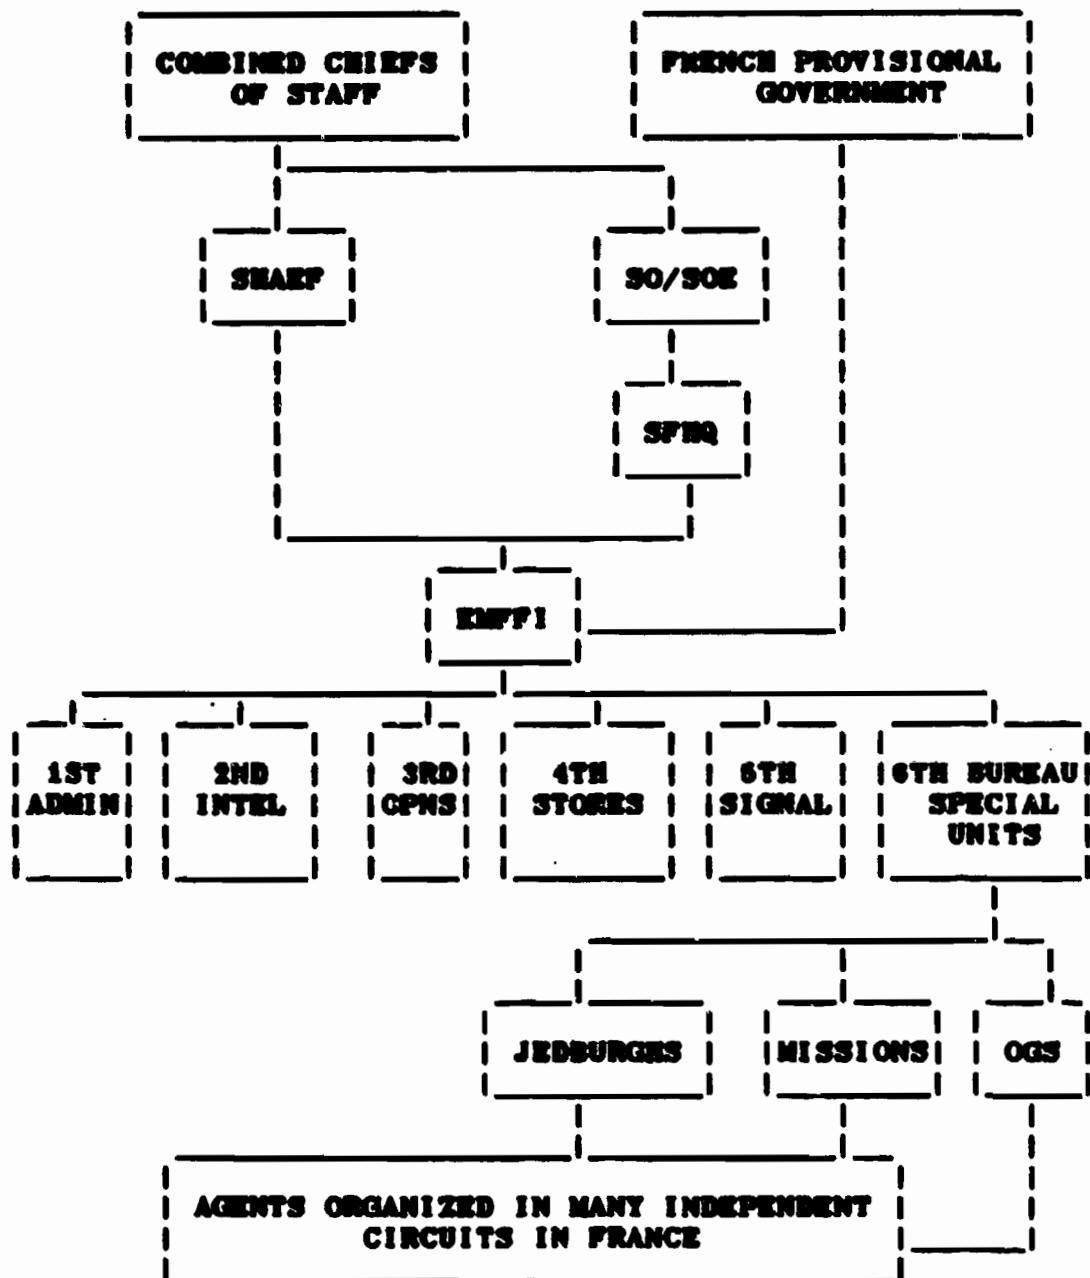 COMBINED CHIEFS
OF STAFF
FRENCH PROVISIONAL
GOVERNMENT
SHAEF
SO/SOE
SFHQ
EMFFI
1ST
ADMIN
2ND
INTEL
3RD
OPNS
4TH
STORES
5TH
SIGNAL
6TH BUREAU
SPECIAL
UNITS
JEDBURGHS
MISSIONS
OGS
AGENTS ORGANIZED IN MANY INDEPENDENT
CIRCUITS IN FRANCE